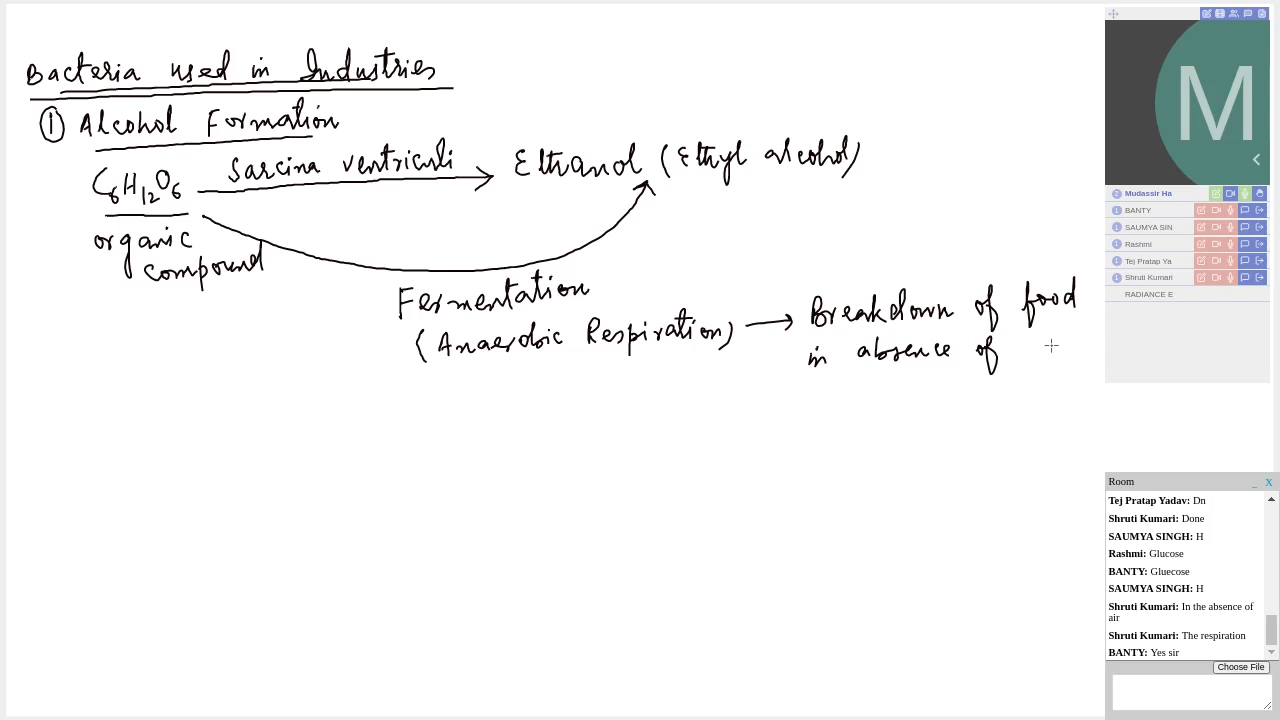 Bacteria used in Industries
① Alcohol Formation
C6H12O6 Sarcina ventriculi Ethanol (Ethyl alcohol)
organic
compound
Fermentation
(Anaerobic Respiration) → Breakdown of food
in absence of
M
Mudassir Ha
BANTY
SAUMYA SIN
Rashmi
Tej Pratap Ya
Shruti Kumari
RADIANCE E
Room _ X
Tej Pratap Yadav: Dn
Shruti Kumari: Done
SAUMYA SINGH: H
Rashmi: Glucose
BANTY: Gluecose
SAUMYA SINGH: H
Shruti Kumari: In the absence of
air
Shruti Kumari: The respiration
BANTY: Yes sir
Choose File